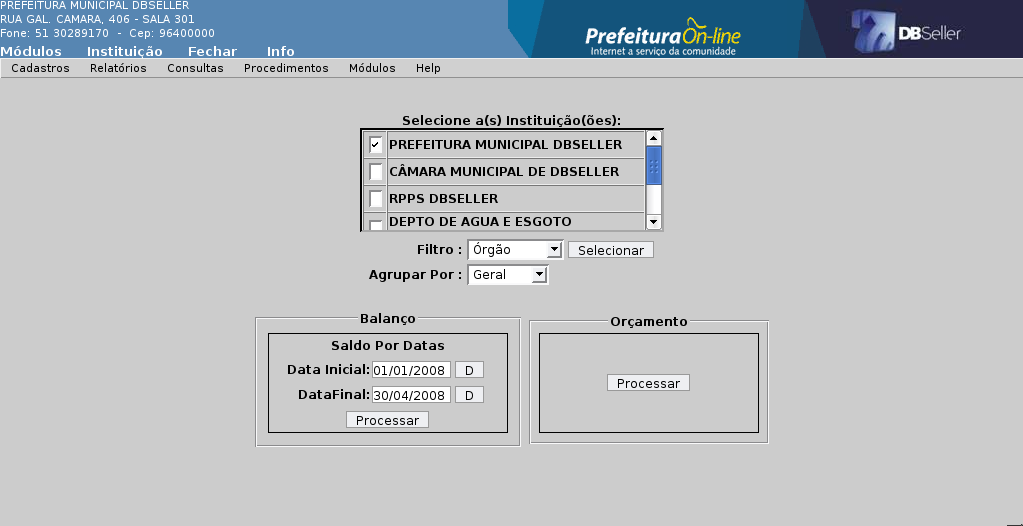 PREFEITURA MUNICIPAL DBSELLER
RUA GAL. CAMARA, 406 - SALA 301
Fone: 51 30289170 - Cep: 96400000
Módulos Instituição Fechar Info
Prefeitura On-line
Internet a serviço da comunidade
DBSeller
Cadastros Relatórios Consultas Procedimentos Módulos Help
Selecione a(s) Instituição(ões):
PREFEITURA MUNICIPAL DBSELLER
CÂMARA MUNICIPAL DE DBSELLER
RPPS DBSELLER
DEPTO DE AGUA E ESGOTO
Filtro : Órgão Selecionar
Agrupar Por : Geral
Balanço
Saldo Por Datas
Data Inicial: 01/01/2008 D
DataFinal: 30/04/2008 D
Processar
Orçamento
Processar